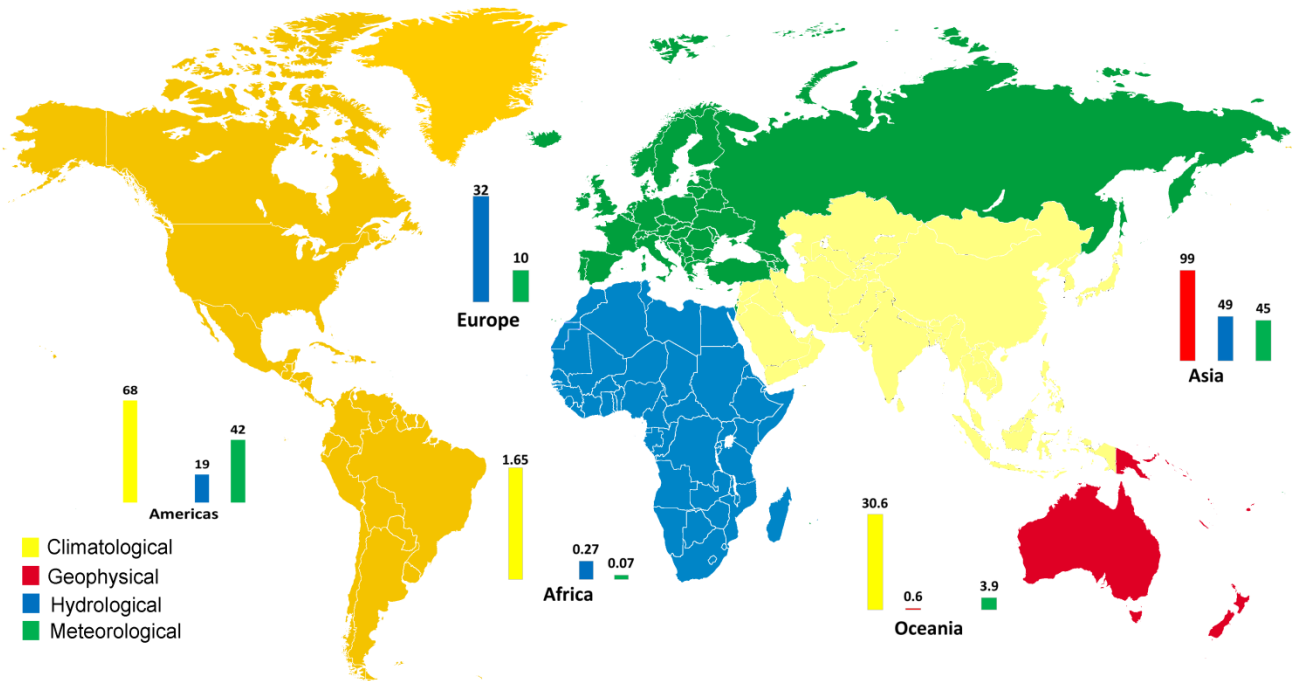 32
10
Europe
99
49
45
Asia
68
19
42
Americas
1.65
0.27
0.07
Africa
30.6
0.6
3.9
Oceania
Climatological
Geophysical
Hydrological
Meteorological